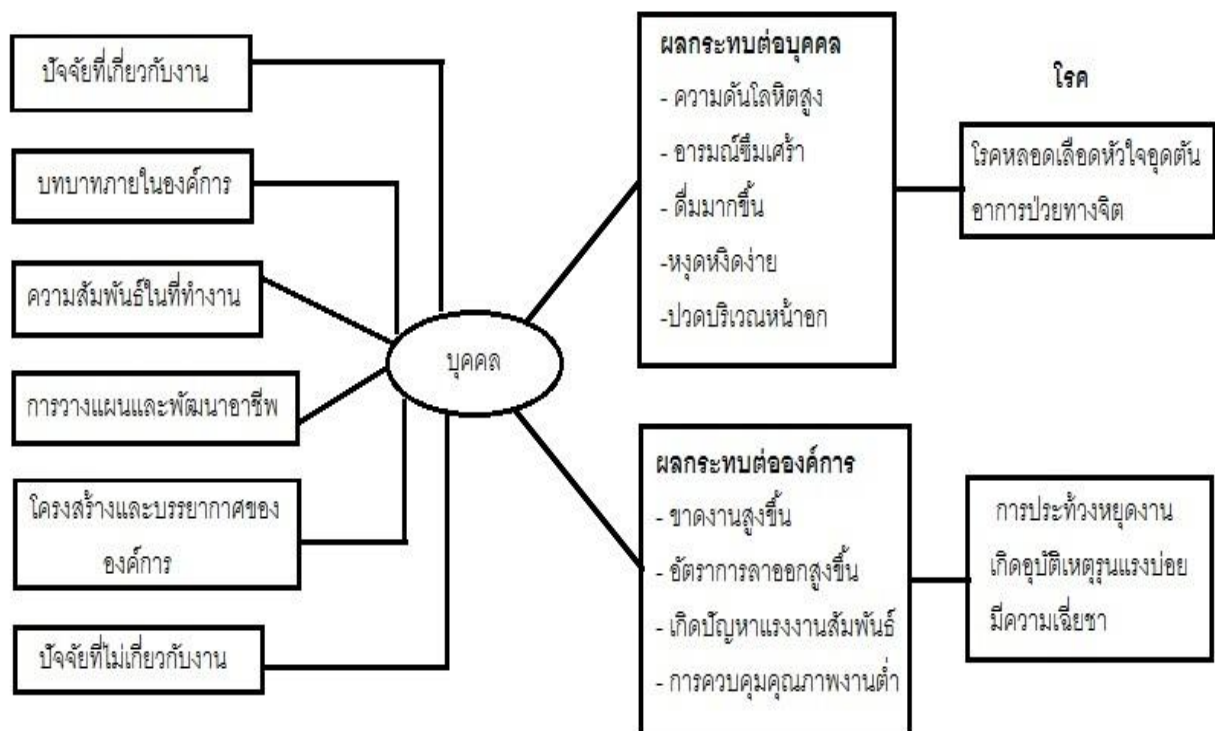 ปัจจัยที่เกี่ยวกับงาน
บทบาทภายในองค์การ
ความสัมพันธ์ในที่ทำงาน
การวางแผนและพัฒนาอาชีพ
โครงสร้างและบรรยากาศของ
องค์การ
ปัจจัยที่ไม่เกี่ยวกับงาน
บุคคล
ผลกระทบต่อบุคคล
- ความดันโลหิตสูง
- อารมณ์ซึมเศร้า
- ดื่มมากขึ้น
-หงุดหงิดง่าย
-ปวดบริเวณหน้าอก
โรค
โรคหลอดเลือดหัวใจอุดตัน
อาการป่วยทางจิต
ผลกระทบต่อองค์การ
- ขาดงานสูงขึ้น
- อัตราการลาออกสูงขึ้น
- เกิดปัญหาแรงงานสัมพันธ์
- การควบคุมคุณภาพงานต่ำ
การประท้วงหยุดงาน
เกิดอุบัติเหตุรุนแรงบ่อย
มีความเฉี่ยชา